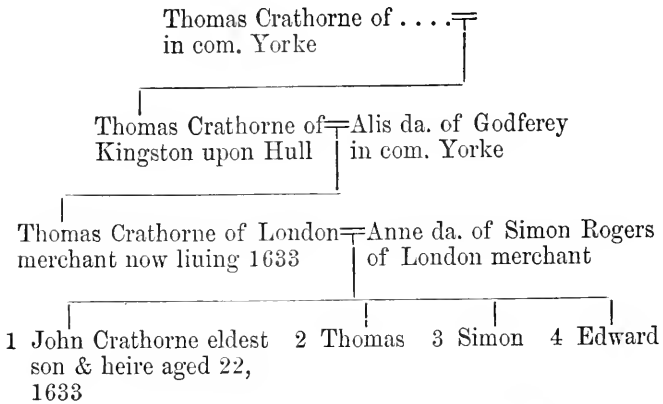 Thomas Crathorne of . . . .
in com. Yorke
Thomas Crathorne of
Kingston upon Hull
Alis da. of Godferey
in com. Yorke
Thomas Crathorne of London
merchant now liuing 1633
Anne da. of Simon Rogers
of London merchant
1 John Crathorne eldest
son & heire aged 22,
1633
2 Thomas
3 Simon
4 Edward